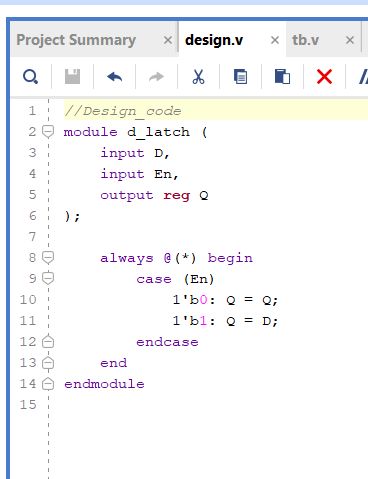 Project Summary × design.v × tb.v ×
1 //Design_code
2 module d_latch (
3     input D,
4     input En,
5     output reg Q
6 );
7
8     always @(*) begin
9         case (En)
10             1'b0: Q = Q;
11             1'b1: Q = D;
12         endcase
13     end
14 endmodule
15